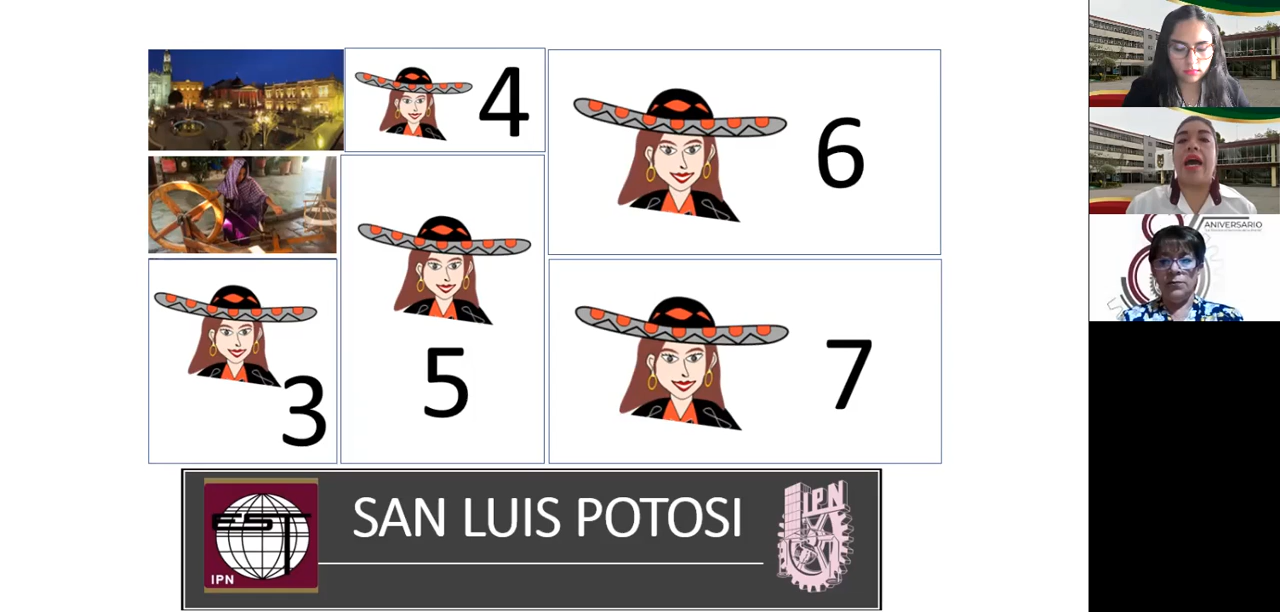 4
6
3
5
7
SAN LUIS POTOSI
EST
IPN
IPN
ANIVERSARIO